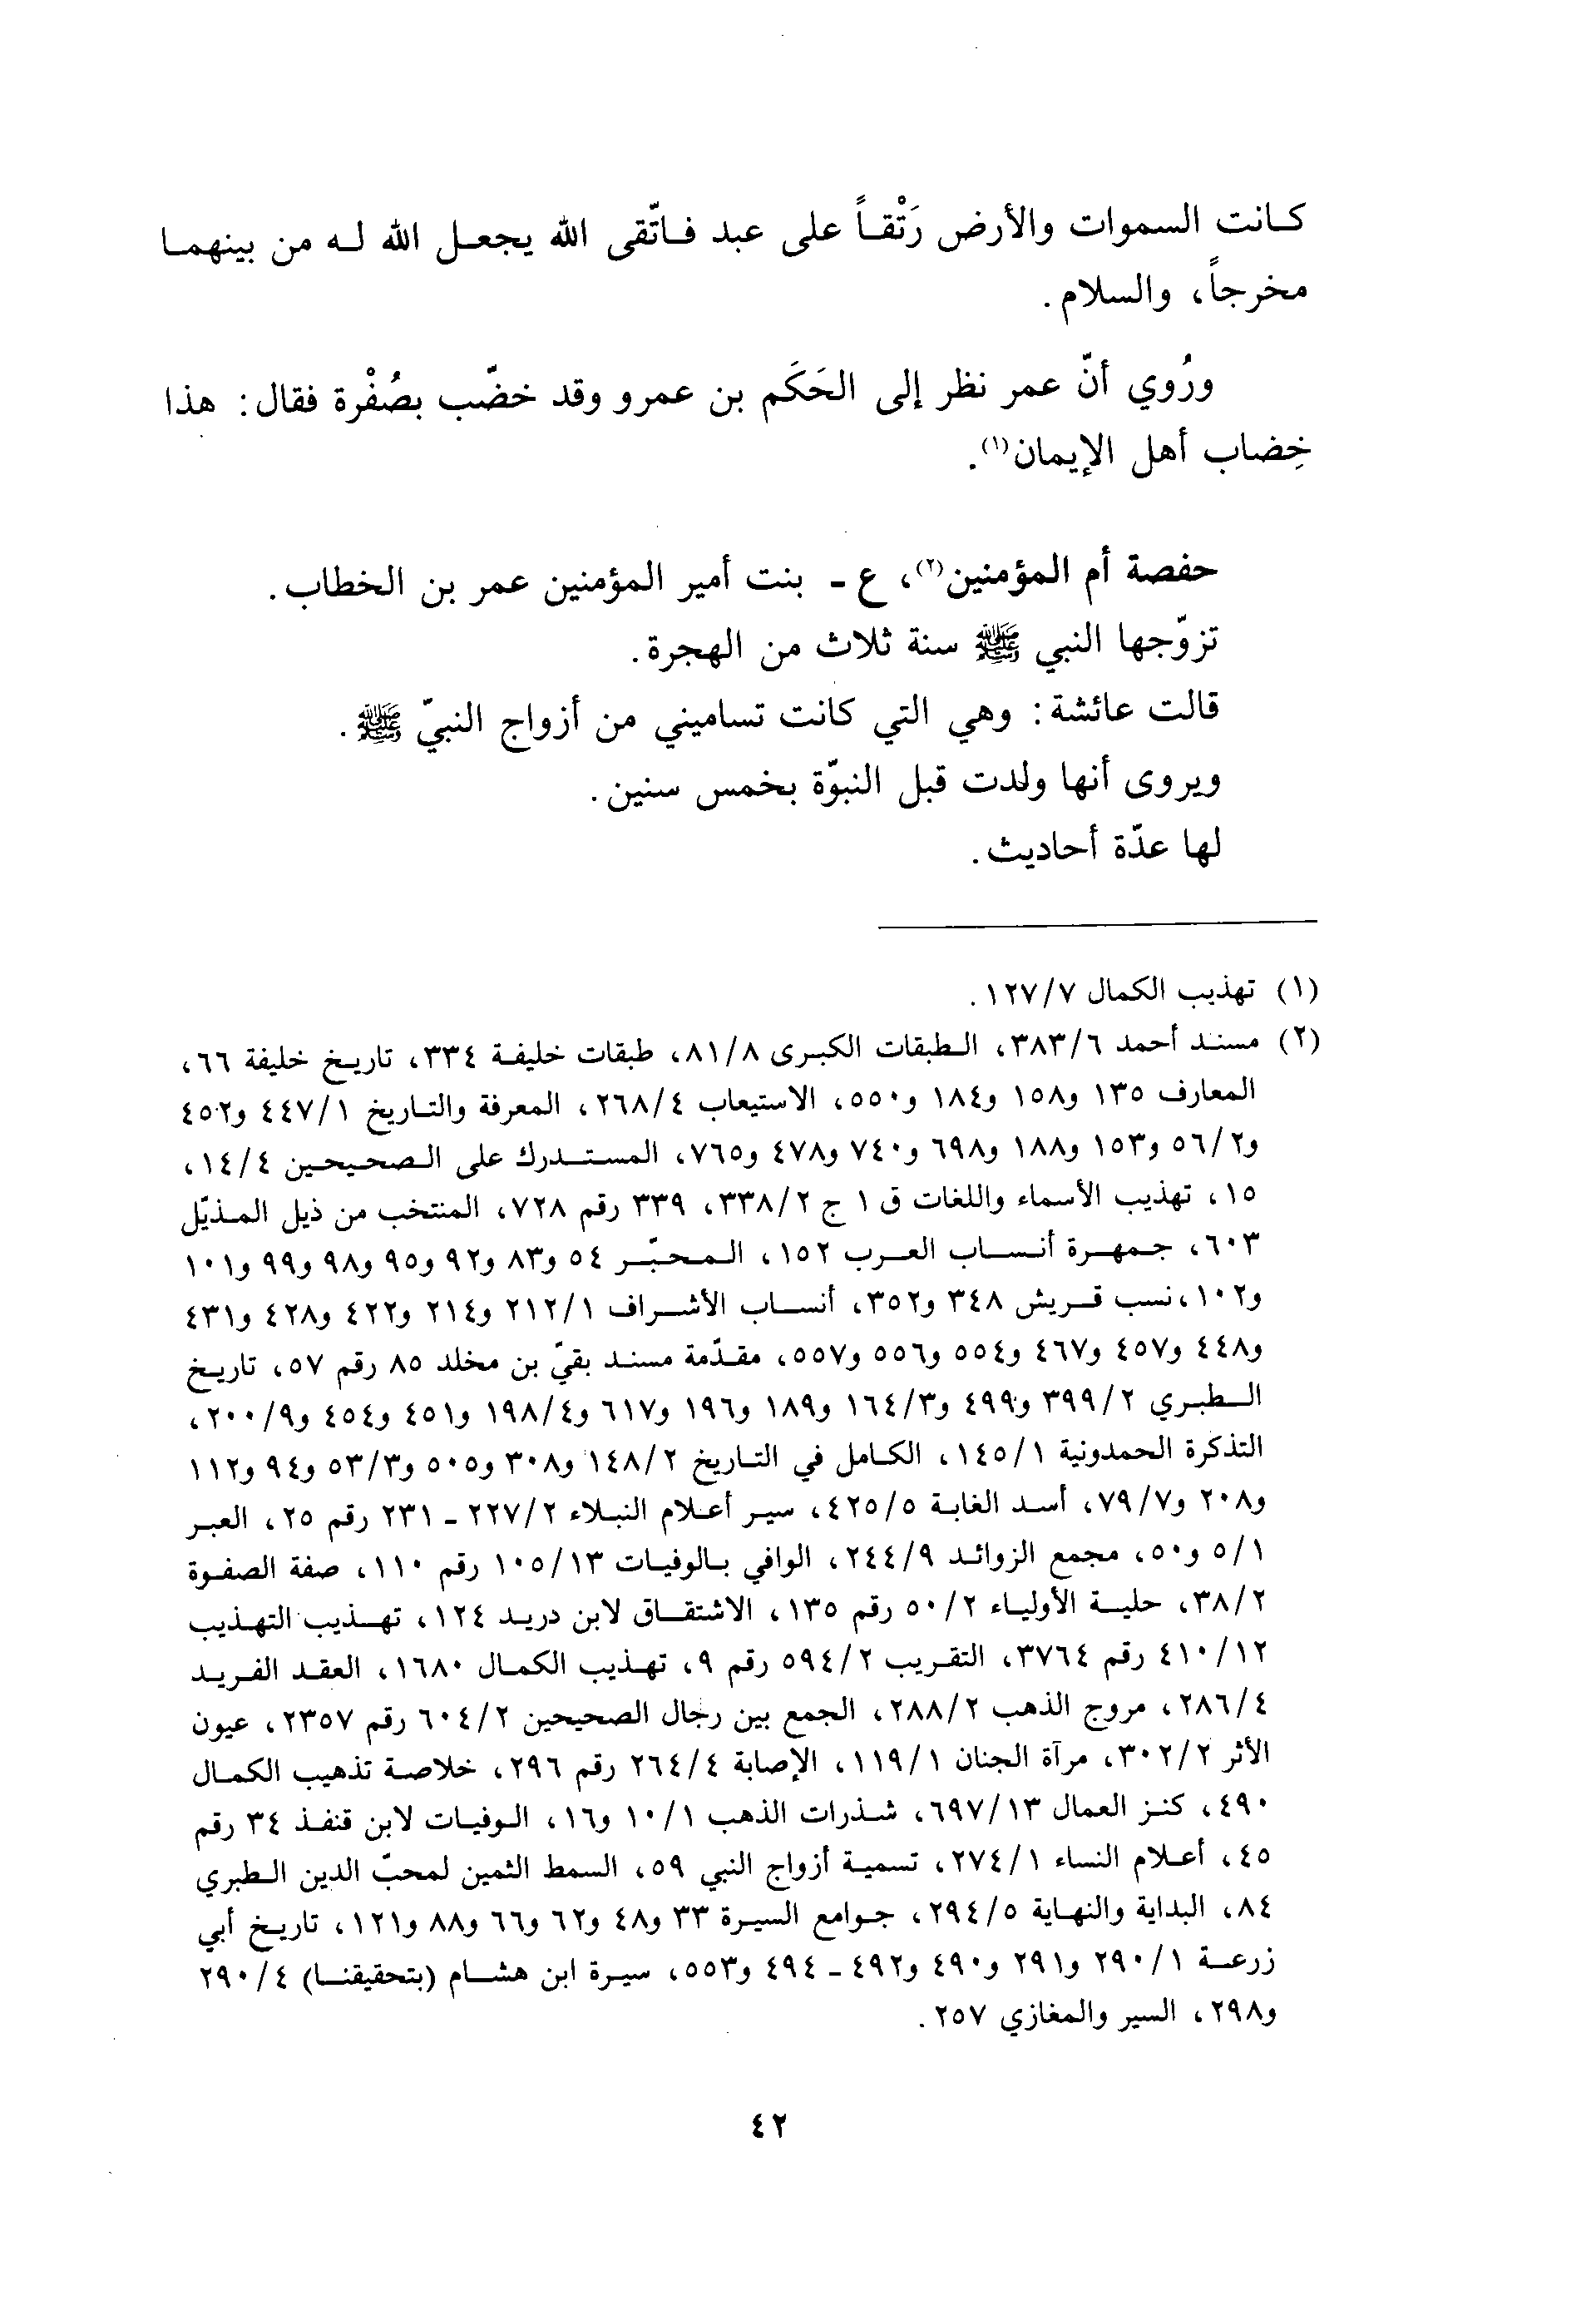 كانت السموات والأرض رَتْقاً على عبد فاتّقى الله يجعل الله له من بينهما
مخرجاً، والسلام.
ورُوي أنّ عمر نظر إلى الحَكَم بن عمرو وقد خضّب بصُفْرة فقال: هذا
خِضاب أهل الإيمان(١).
حفصة أم المؤمنين(٢)، ع - بنت أمير المؤمنين عمر بن الخطاب.
تزوّجها النبي ﷺ سنة ثلاث من الهجرة.
قالت عائشة: وهي التي كانت تساميني من أزواج النبيّ ﷺ.
ويروى أنها ولدت قبل النبوّة بخمس سنين.
لها عدّة أحاديث.
(١) تهذيب الكمال ١٢٧/٧.
(٢) مسند أحمد ٣٨٣/٦، الطبقات الكبرى ٨١/٨، طبقات خليفة ٣٣٤، تاريخ خليفة ٦٦،
المعارف ١٣٥ و١٥٨ و١٨٤ و٥٥٠، الاستيعاب ٢٦٨/٤، المعرفة والتاريخ ٤٤٧/١ و٤٥٢
و٥٦/٢ و١٥٣ و١٨٨ و٦٩٨ و٧٤٠ و٤٧٨ و٧٦٥، المستدرك على الصحيحين ١٤/٤،
١٥، تهذيب الأسماء واللغات ق ١ ج ٣٣٨/٢، ٣٣٩ رقم ٧٢٨، المنتخب من ذيل المذيّل
٦٠٣، جمهرة أنساب العرب ١٥٢، المحبّر ٥٤ و٨٣ و٩٢ و٩٥ و٩٨ و٩٩ و١٠١
و١٠٢، نسب قريش ٣٤٨ و٣٥٢، أنساب الأشراف ٢١٢/١ و٢١٤ و٤٢٢ و٤٢٨ و٤٣١
و٤٤٨ و٤٥٧ و٤٦٧ و٥٥٤ و٥٥٦ و٥٥٧، مقدّمة مسند بقيّ بن مخلد ٨٥ رقم ٥٧، تاريخ
الطبري ٣٩٩/٢ و٤٩٩ و١٦٤/٣ و١٨٩ و١٩٦ و٦١٧ و١٩٨/٤ و٤٥١ و٤٥٤ و٢٠٠/٩،
التذكرة الحمدونية ١٤٥/١، الكامل في التاريخ ١٤٨/٢ و٣٠٨ و٥٠٥ و٥٣/٣ و٩٤ و١١٢
و٢٠٨ و٧٩/٧، أسد الغابة ٤٢٥/٥، سير أعلام النبلاء ٢٢٧/٢ - ٢٣١ رقم ٢٥، العبر
٥/١ و٥٠، مجمع الزوائد ٢٤٤/٩، الوافي بالوفيات ١٠٥/١٣ رقم ١١٠، صفة الصفوة
٣٨/٢، حلية الأولياء ٥٠/٢ رقم ١٣٥، الاشتقاق لابن دريد ١٢٤، تهذيب التهذيب
٤١٠/١٢ رقم ٣٧٦٤، التقريب ٥٩٤/٢ رقم ٩، تهذيب الكمال ١٦٨٠، العقد الفريد
٢٨٦/٤، مروج الذهب ٢٨٨/٢، الجمع بين رجال الصحيحين ٦٠٤/٢ رقم ٢٣٥٧، عيون
الأثر ٣٠٢/٢، مرآة الجنان ١١٩/١، الإصابة ٢٦٤/٤ رقم ٢٩٦، خلاصة تذهيب الكمال
٤٩٠، كنز العمال ٦٩٧/١٣، شذرات الذهب ١٠/١ و١٦، الوفيات لابن قنفذ ٣٤ رقم
٤٥، أعلام النساء ٢٧٤/١، تسمية أزواج النبي ٥٩، السمط الثمين لمحبّ الدين الطبري
٨٤، البداية والنهاية ٢٩٤/٥، جوامع السيرة ٣٣ و٤٨ و٦٢ و٦٦ و٨٨ و١٢١، تاريخ أبي
زرعة ٢٩٠/١ و٢٩١ و٤٩٠ و٤٩٢ - ٤٩٤ و٥٥٣، سيرة ابن هشام (بتحقيقنا) ٢٩٠/٤
و٢٩٨، السير والمغازي ٢٥٧.
٤٢